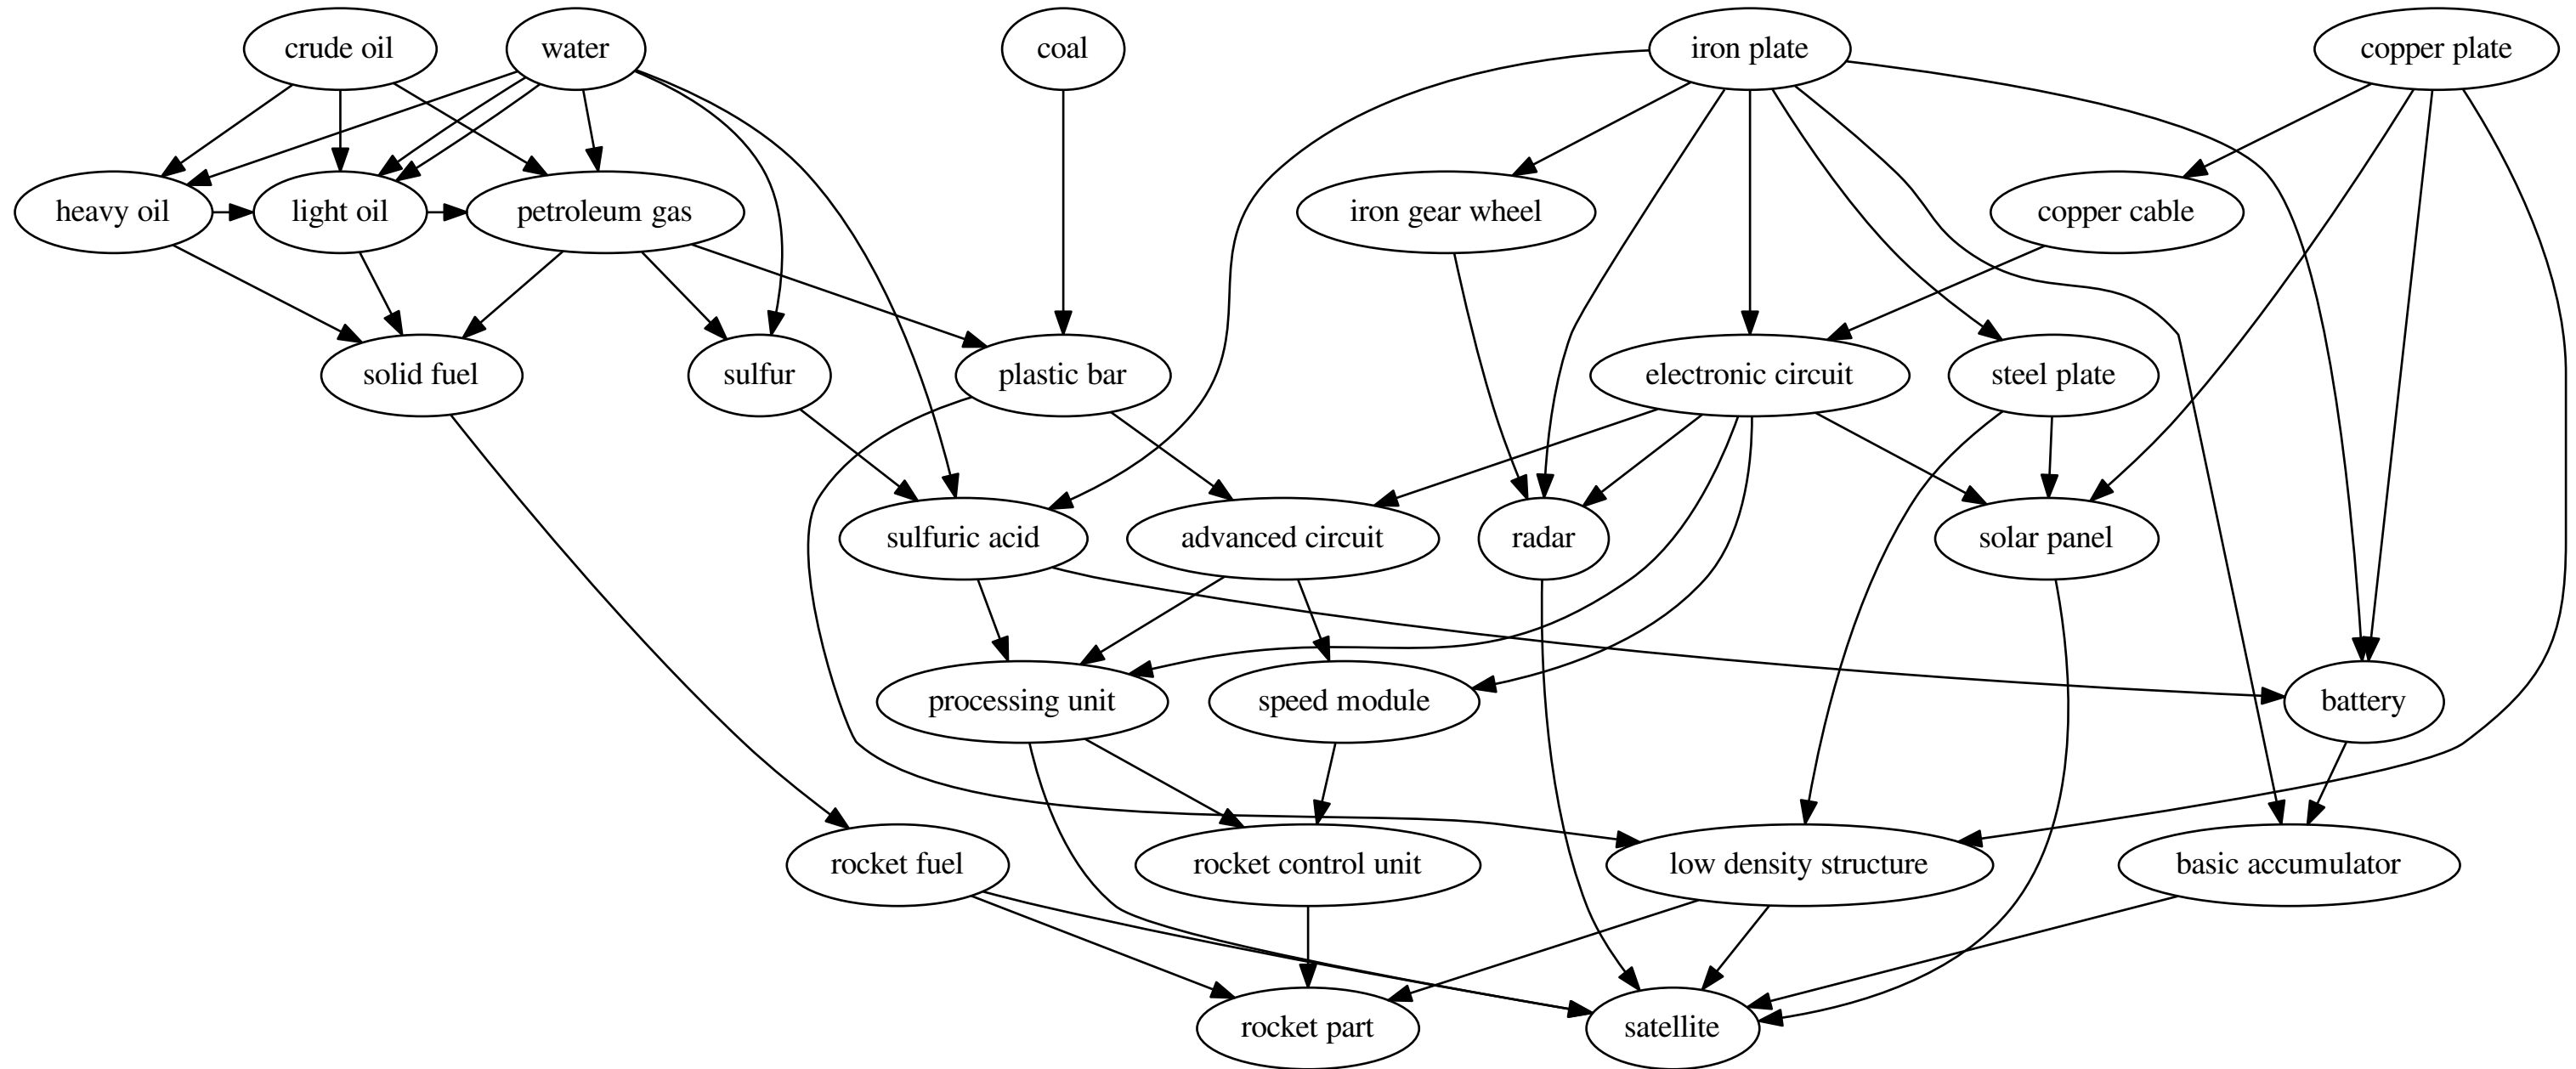 crude oil
water
coal
iron plate
copper plate
heavy oil
light oil
petroleum gas
iron gear wheel
copper cable
solid fuel
sulfur
plastic bar
electronic circuit
steel plate
sulfuric acid
advanced circuit
radar
solar panel
processing unit
speed module
battery
rocket fuel
rocket control unit
low density structure
basic accumulator
rocket part
satellite